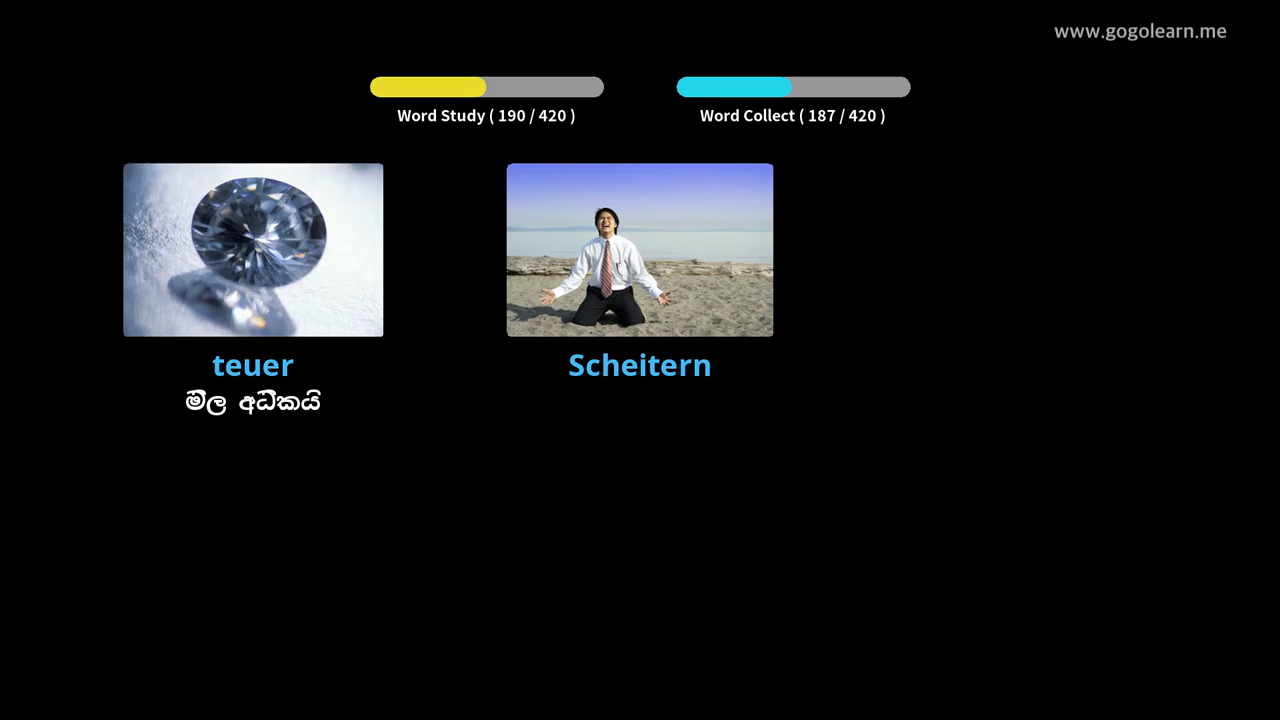 www.gogolearn.me
Word Study ( 190 / 420 )
Word Collect ( 187 / 420 )
teuer
මිල අධිකයි
Scheitern